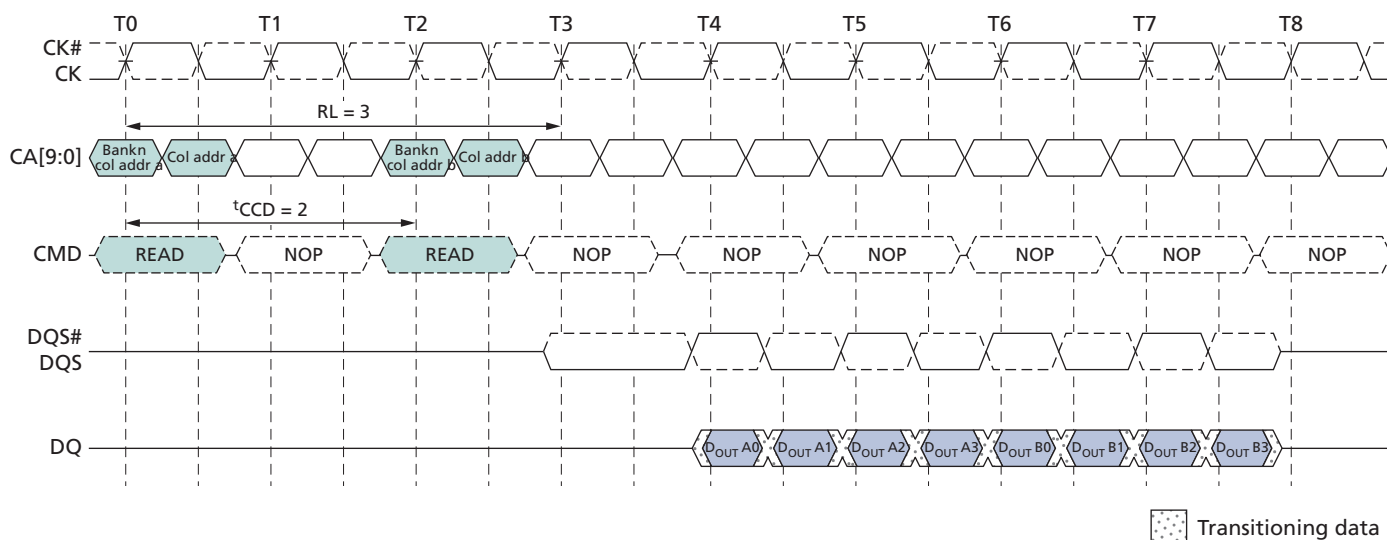 T0 T1 T2 T3 T4 T5 T6 T7 T8
CK#
CK
RL = 3
CA[9:0]
Bankn
col addr a
Col addr a
Bankn
col addr b
Col addr b
tCCD = 2
CMD READ NOP READ NOP NOP NOP NOP NOP NOP
DQS#
DQS
DQ DOUT A0 DOUT A1 DOUT A2 DOUT A3 DOUT B0 DOUT B1 DOUT B2 DOUT B3
Transitioning data